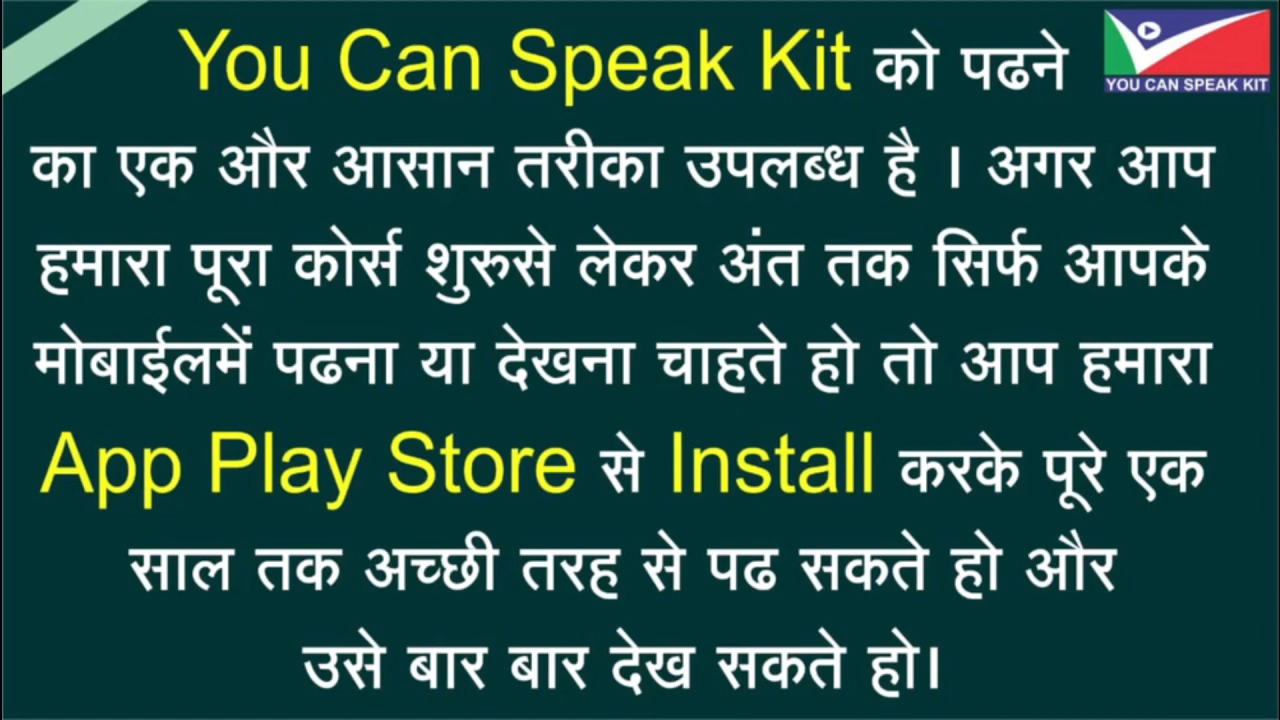 You Can Speak Kit को पढने
YOU CAN SPEAK KIT
का एक और आसान तरीका उपलब्ध है । अगर आप
हमारा पूरा कोर्स शुरुसे लेकर अंत तक सिर्फ आपके
मोबाईलमें पढना या देखना चाहते हो तो आप हमारा
App Play Store से Install करके पूरे एक
साल तक अच्छी तरह से पढ सकते हो और
उसे बार बार देख सकते हो।